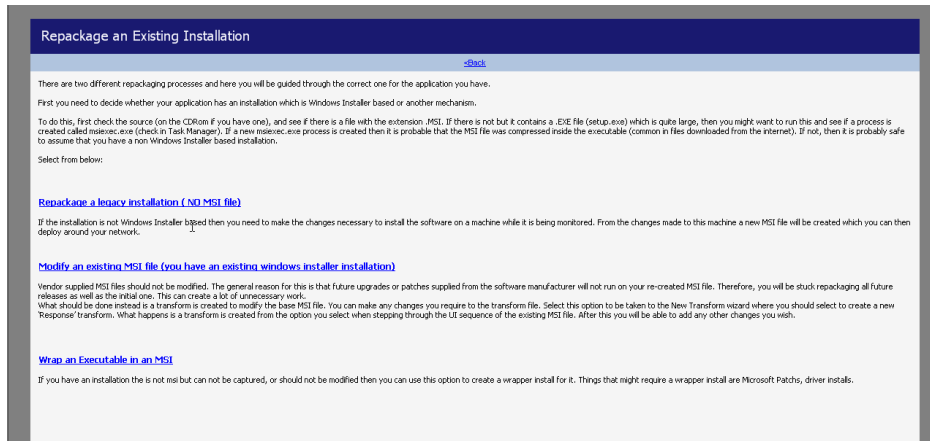 Repackage an Existing Installation
<Back
There are two different repackaging processes and here you will be guided through the correct one for the application you have.
First you need to decide whether your application has an installation which is Windows Installer based or another mechanism.
To do this, first check the source (on the CDRom if you have one), and see if there is a file with the extension .MSI. If there is not but it contains a .EXE file (setup.exe) which is quite large, then you might want to run this and see if a process is
created called msiexec.exe (check in Task Manager). If a new msiexec.exe process is created then it is probable that the MSI file was compressed inside the executable (common in files downloaded from the internet). If not, then it is probably safe
to assume that you have a non Windows Installer based installation.
Select from below:
Repackage a legacy installation ( NO MSI file)
If the installation is not Windows Installer based then you need to make the changes necessary to install the software on a machine while it is being monitored. From the changes made to this machine a new MSI file will be created which you can then
deploy around your network.
Modify an existing MSI file (you have an existing windows installer installation)
Vendor supplied MSI files should not be modified. The general reason for this is that future upgrades or patches supplied from the software manufacturer will not run on your re-created MSI file. Therefore, you will be stuck repackaging all future
releases as well as the initial one. This can create a lot of unnecessary work.
What should be done instead is a transform is created to modify the base MSI file. You can make any changes you require to the transform file. Select this option to be taken to the New Transform wizard where you should select to create a new
'Response' transform. What happens is a transform is created from the option you select when stepping through the UI sequence of the existing MSI file. After this you will be able to add any other changes you wish.
Wrap an Executable in an MSI
If you have an installation the is not msi but can not be captured, or should not be modified then you can use this option to create a wrapper install for it. Things that might require a wrapper install are Microsoft Patchs, driver installs.